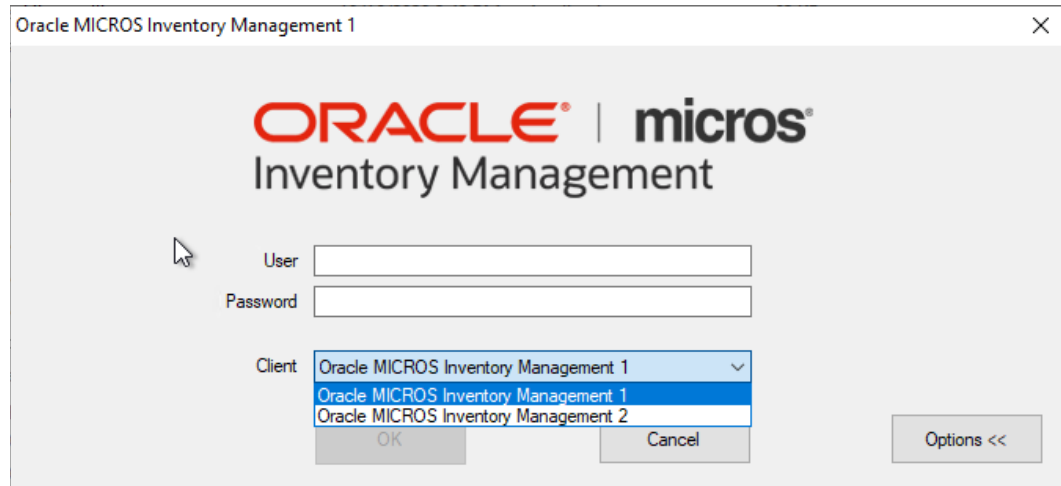 Oracle MICROS Inventory Management 1
ORACLE® | micros®
Inventory Management
User
Password
Client Oracle MICROS Inventory Management 1
Oracle MICROS Inventory Management 1
Oracle MICROS Inventory Management 2
OK Cancel Options <<